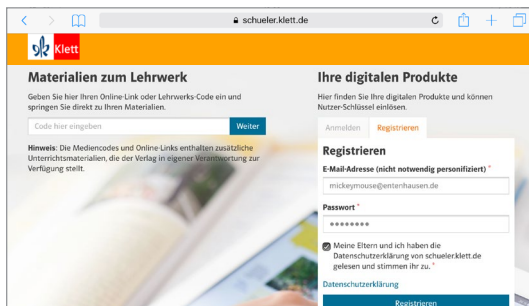 schueler.klett.de
Klett
Materialien zum Lehrwerk
Geben Sie hier Ihren Online-Link oder Lehrwerks-Code ein und
springen Sie direkt zu Ihren Materialien.
Code hier eingeben
Weiter
Hinweis: Die Mediencodes und Online-Links enthalten zusätzliche
Unterrichtsmaterialien, die der Verlag in eigener Verantwortung zur
Verfügung stellt.
Ihre digitalen Produkte
Hier finden Sie Ihre digitalen Produkte und können
Nutzer-Schlüssel einlösen.
Anmelden Registrieren
Registrieren
E-Mail-Adresse (nicht notwendig personifiziert) *
mickeymouse@entenhausen.de
Passwort *
********
Meine Eltern und ich haben die
Datenschutzerklärung von schueler.klett.de
gelesen und stimmen ihr zu. *
Datenschutzerklärung
Registrieren